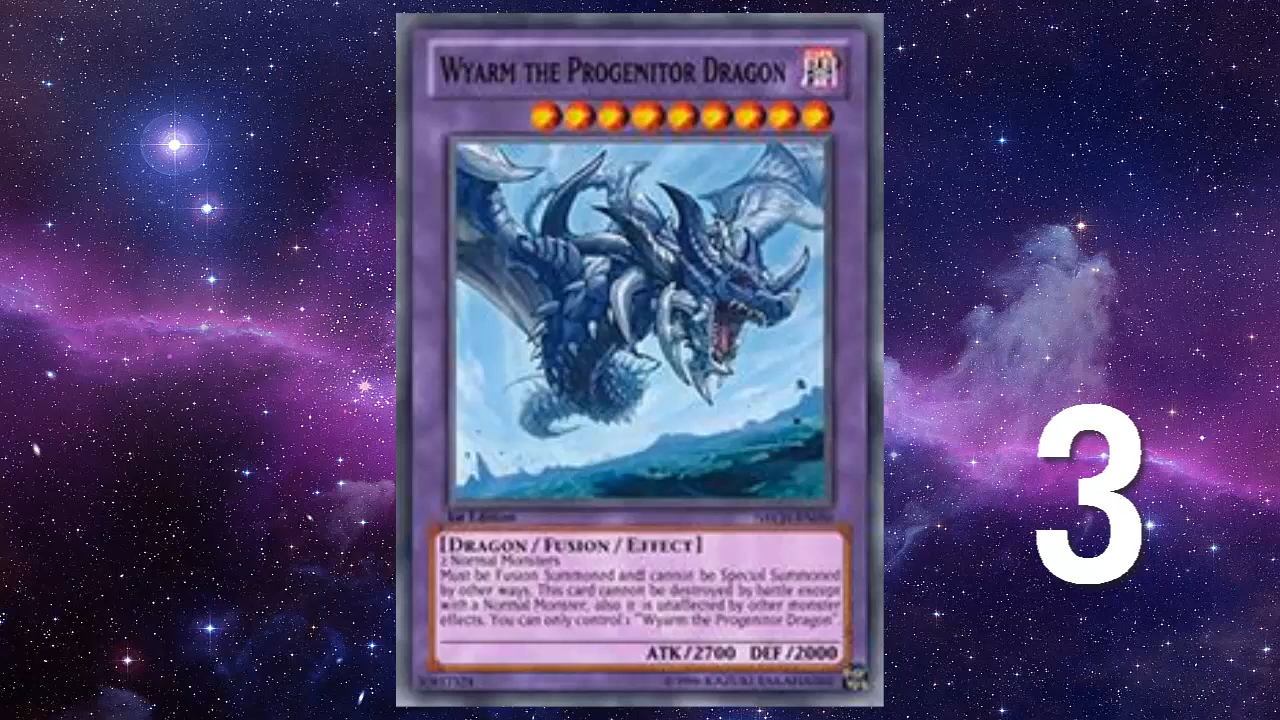 WYARM THE PROGENITOR DRAGON
1st Edition
[DRAGON / FUSION / EFFECT]
2 Normal Monsters
Must be Fusion Summoned and cannot be Special Summoned
by other ways. This card cannot be destroyed by battle except
with a Normal Monster, also it is unaffected by other monster
effects. You can only control 1 "Wyarm the Progenitor Dragon"
ATK/2700 DEF/2000
KAZUKI TAKAHASHI
3